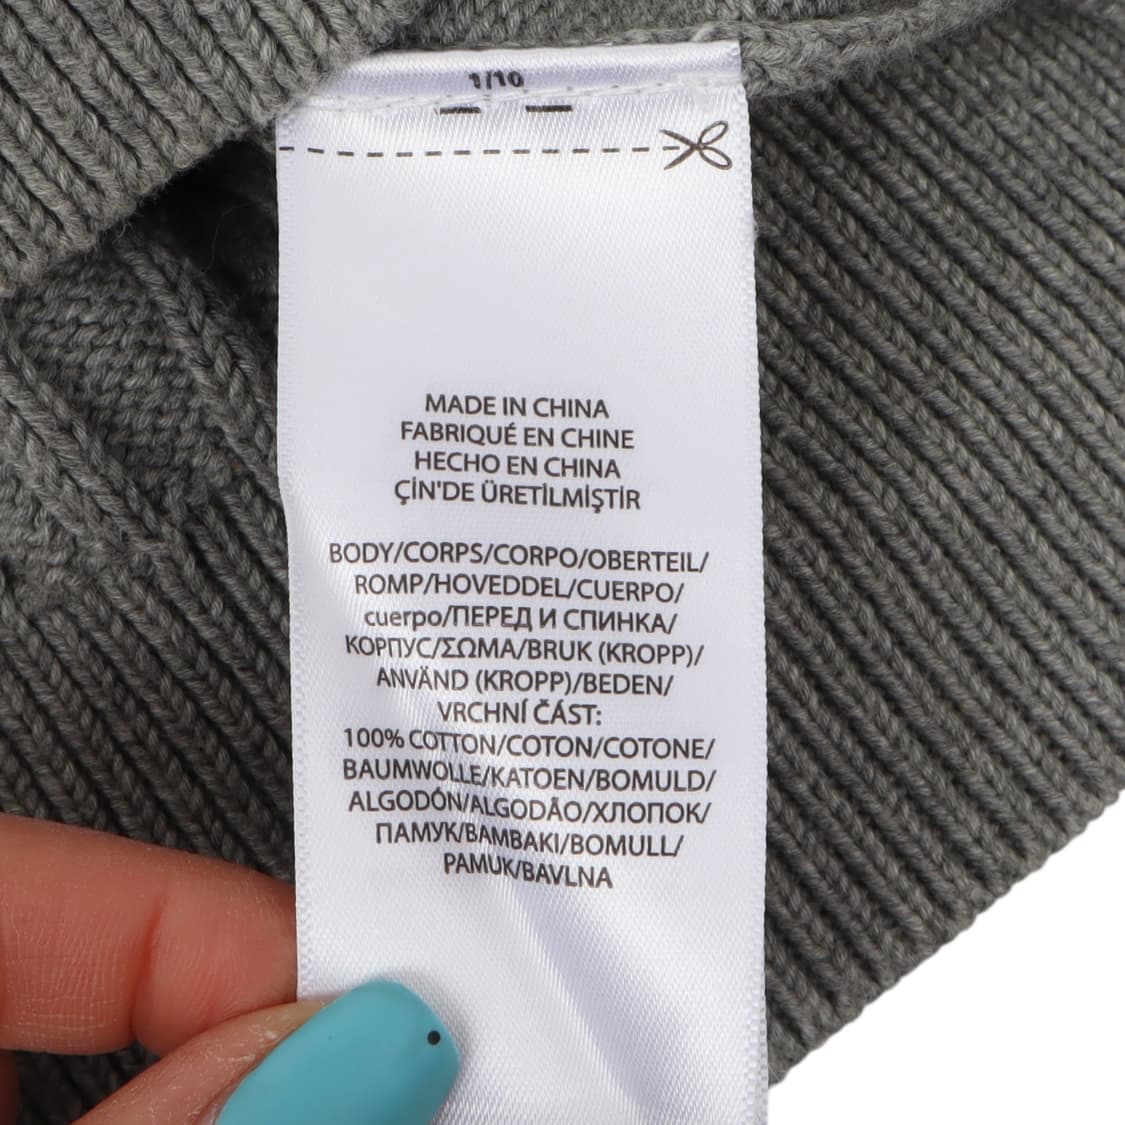 1/10
MADE IN CHINA
FABRIQUÉ EN CHINE
HECHO EN CHINA
ÇİN'DE ÜRETİLMİŞTİR
BODY/CORPS/CORPO/OBERTEIL/
ROMP/HOVEDDEL/CUERPO/
cuerpo/ПЕРЕД И СПИНКА/
КОРПУС/ΣΩΜΑ/BRUK (KROPP)/
ANVÄND (KROPP)/BEDEN/
VRCHNÍ ČÁST:
100% COTTON/COTON/COTONE/
BAUMWOLLE/KATOEN/BOMULD/
ALGODÓN/ALGODÃO/ХЛОПОК/
ПАМУК/ΒΑΜΒΑΚΙ/BOMULL/
PAMUK/BAVLNA